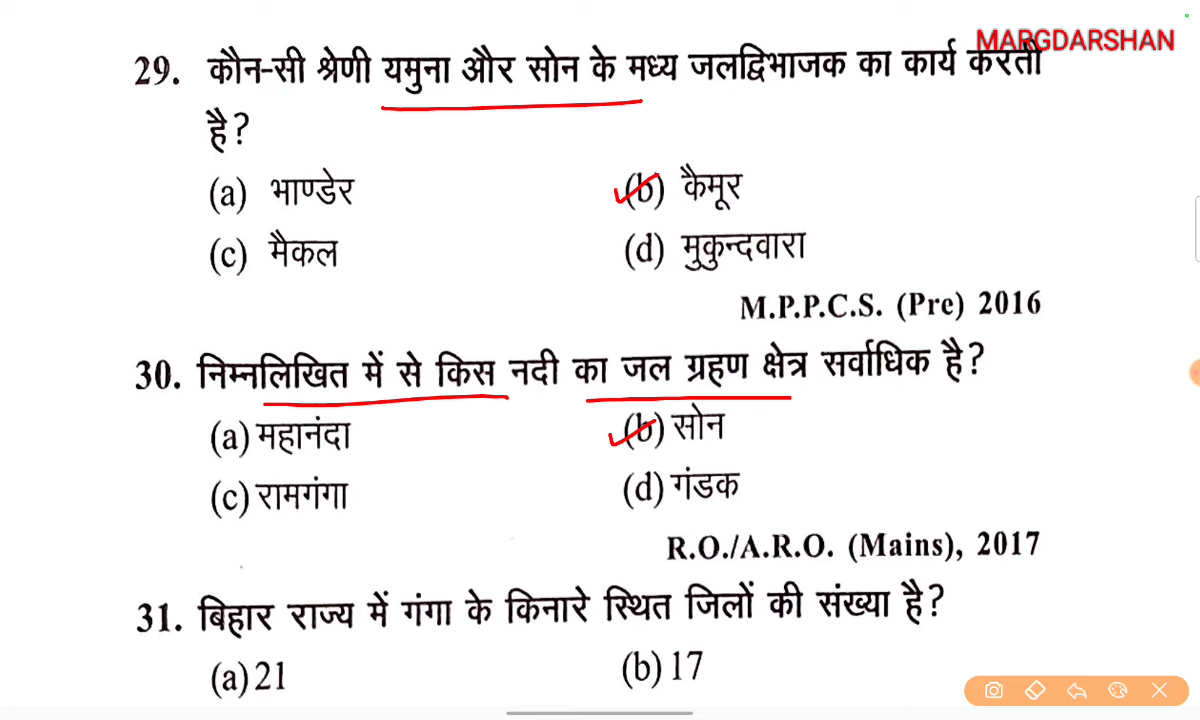 MARGDARSHAN
29. कौन-सी श्रेणी यमुना और सोन के मध्य जलद्विभाजक का कार्य करती
है?
(a) भाण्डेर (b) कैमूर
(c) मैकल (d) मुकुन्दवारा
M.P.P.C.S. (Pre) 2016
30. निम्नलिखित में से किस नदी का जल ग्रहण क्षेत्र सर्वाधिक है?
(a) महानंदा (b) सोन
(c) रामगंगा (d) गंडक
R.O./A.R.O. (Mains), 2017
31. बिहार राज्य में गंगा के किनारे स्थित जिलों की संख्या है?
(a) 21 (b) 17